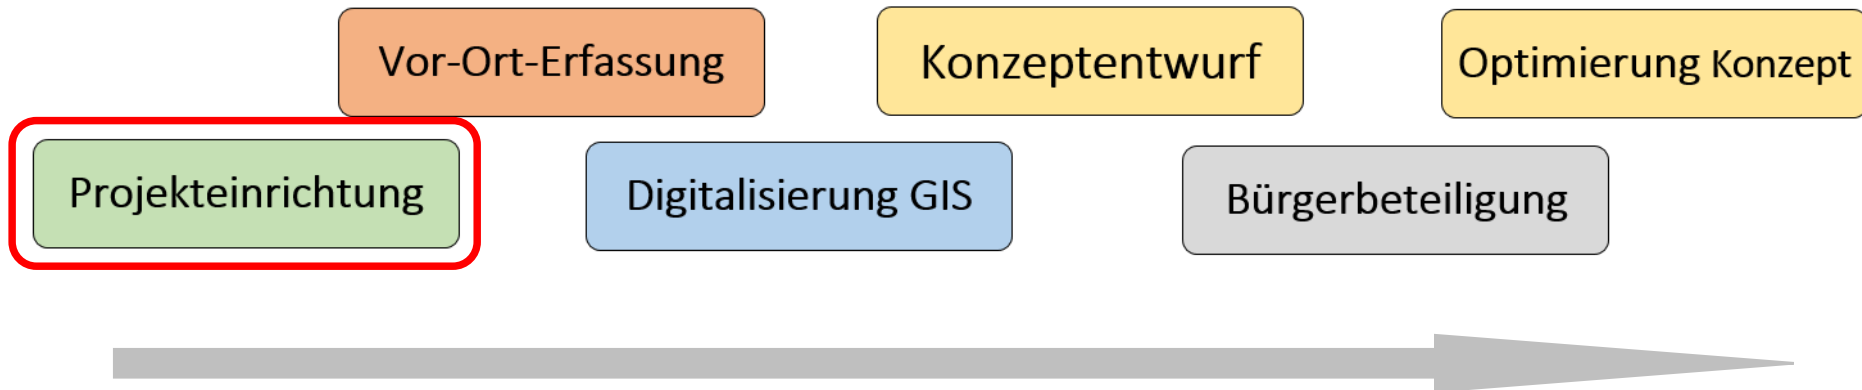 Vor-Ort-Erfassung
Konzeptentwurf
Optimierung Konzept
Projekteinrichtung
Digitalisierung GIS
Bürgerbeteiligung